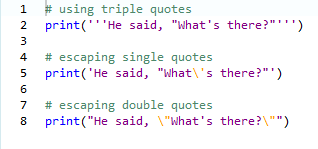 1 # using triple quotes
2 print('''He said, "What's there?"''')
3
4 # escaping single quotes
5 print('He said, "What\'s there?"')
6
7 # escaping double quotes
8 print("He said, \"What's there?\"")